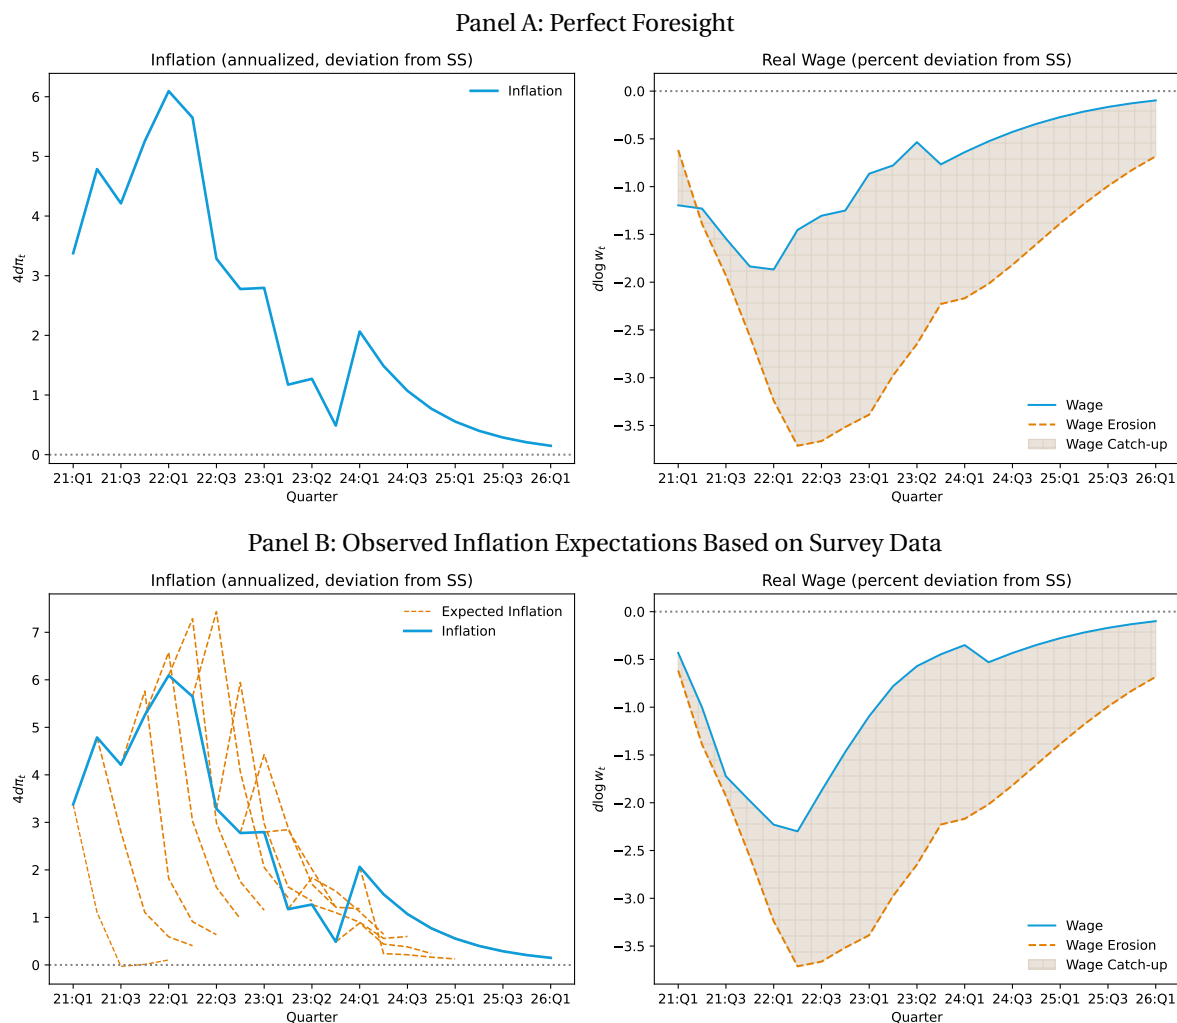 Panel A: Perfect Foresight
Inflation (annualized, deviation from SS)
Inflation
6
5
4
3
2
1
0
4dπt
21:Q1 21:Q3 22:Q1 22:Q3 23:Q1 23:Q2 24:Q1 24:Q3 25:Q1 25:Q3 26:Q1
Quarter
Real Wage (percent deviation from SS)
0.0
−0.5
−1.0
−1.5
−2.0
−2.5
−3.0
−3.5
d log wt
Wage
Wage Erosion
Wage Catch-up
21:Q1 21:Q3 22:Q1 22:Q3 23:Q1 23:Q2 24:Q1 24:Q3 25:Q1 25:Q3 26:Q1
Quarter
Panel B: Observed Inflation Expectations Based on Survey Data
Inflation (annualized, deviation from SS)
Expected Inflation
Inflation
7
6
5
4
3
2
1
0
4dπt
21:Q1 21:Q3 22:Q1 22:Q3 23:Q1 23:Q2 24:Q1 24:Q3 25:Q1 25:Q3 26:Q1
Quarter
Real Wage (percent deviation from SS)
0.0
−0.5
−1.0
−1.5
−2.0
−2.5
−3.0
−3.5
d log wt
Wage
Wage Erosion
Wage Catch-up
21:Q1 21:Q3 22:Q1 22:Q3 23:Q1 23:Q2 24:Q1 24:Q3 25:Q1 25:Q3 26:Q1
Quarter